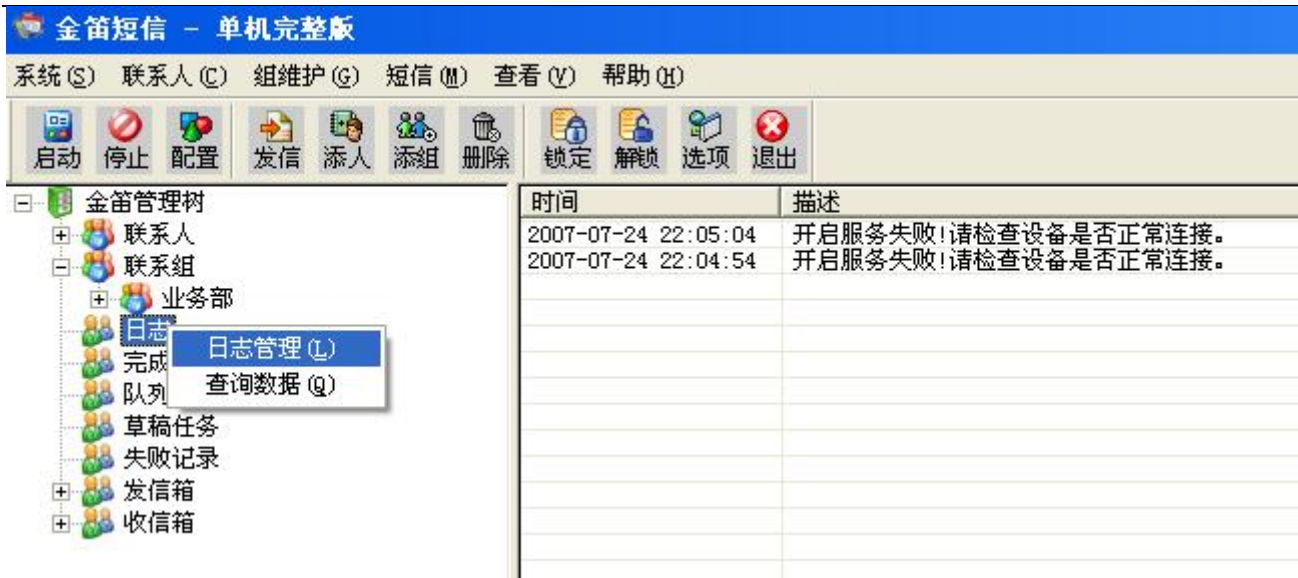 金笛短信 - 单机完整版
系统(S) 联系人(C) 组维护(G) 短信(M) 查看(V) 帮助(H)
启动 停止 配置 发信 添人 添组 删除 锁定 解锁 选项 退出
金笛管理树
联系人
联系组
业务部
日志
完成
队列
草稿任务
失败记录
发信箱
收信箱
日志管理(L)
查询数据(Q)
时间 描述
2007-07-24 22:05:04 开启服务失败!请检查设备是否正常连接。
2007-07-24 22:04:54 开启服务失败!请检查设备是否正常连接。